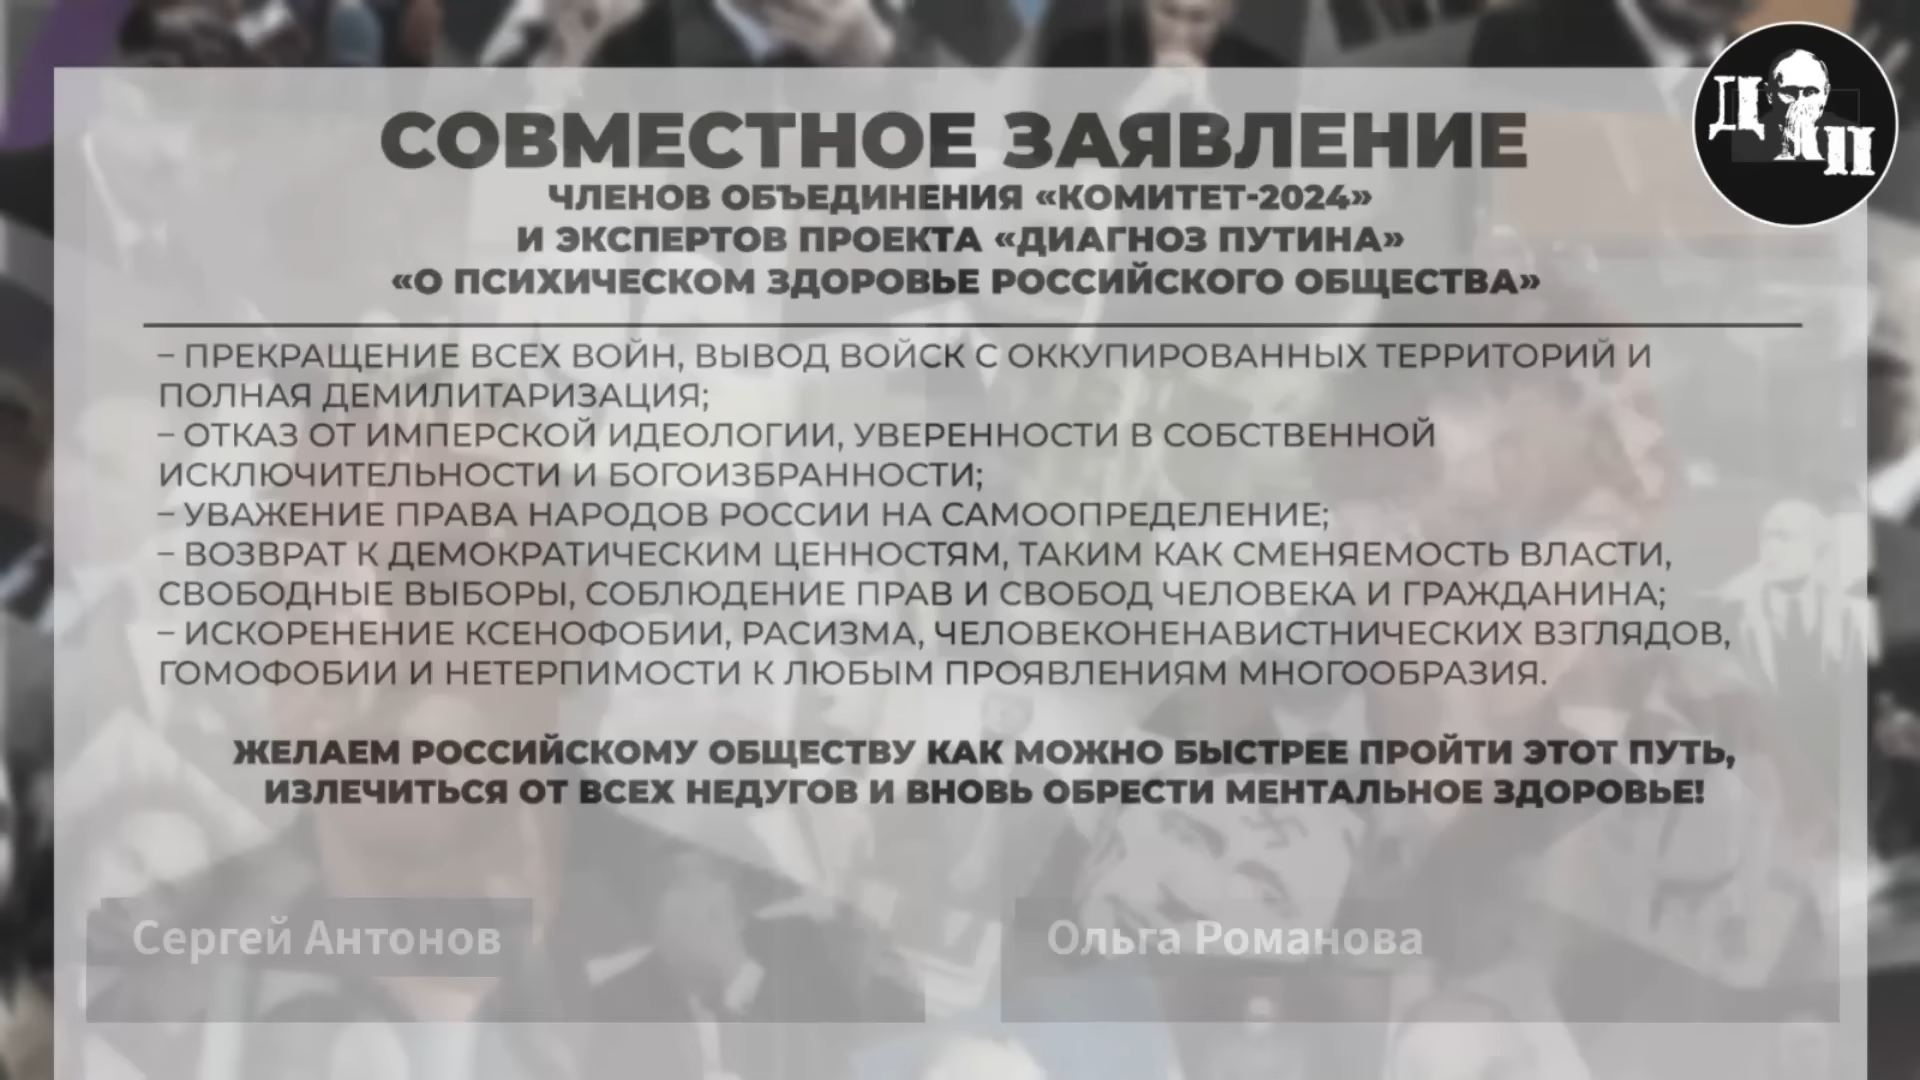 СОВМЕСТНОЕ ЗАЯВЛЕНИЕ
ЧЛЕНОВ ОБЪЕДИНЕНИЯ «КОМИТЕТ-2024»
И ЭКСПЕРТОВ ПРОЕКТА «ДИАГНОЗ ПУТИНА»
«О ПСИХИЧЕСКОМ ЗДОРОВЬЕ РОССИЙСКОГО ОБЩЕСТВА»
– ПРЕКРАЩЕНИЕ ВСЕХ ВОЙН, ВЫВОД ВОЙСК С ОККУПИРОВАННЫХ ТЕРРИТОРИЙ И
ПОЛНАЯ ДЕМИЛИТАРИЗАЦИЯ;
– ОТКАЗ ОТ ИМПЕРСКОЙ ИДЕОЛОГИИ, УВЕРЕННОСТИ В СОБСТВЕННОЙ
ИСКЛЮЧИТЕЛЬНОСТИ И БОГОИЗБРАННОСТИ;
– УВАЖЕНИЕ ПРАВА НАРОДОВ РОССИИ НА САМООПРЕДЕЛЕНИЕ;
– ВОЗВРАТ К ДЕМОКРАТИЧЕСКИМ ЦЕННОСТЯМ, ТАКИМ КАК СМЕНЯЕМОСТЬ ВЛАСТИ,
СВОБОДНЫЕ ВЫБОРЫ, СОБЛЮДЕНИЕ ПРАВ И СВОБОД ЧЕЛОВЕКА И ГРАЖДАНИНА;
– ИСКОРЕНЕНИЕ КСЕНОФОБИИ, РАСИЗМА, ЧЕЛОВЕКОНЕНАВИСТНИЧЕСКИХ ВЗГЛЯДОВ,
ГОМОФОБИИ И НЕТЕРПИМОСТИ К ЛЮБЫМ ПРОЯВЛЕНИЯМ МНОГООБРАЗИЯ.
ЖЕЛАЕМ РОССИЙСКОМУ ОБЩЕСТВУ КАК МОЖНО БЫСТРЕЕ ПРОЙТИ ЭТОТ ПУТЬ,
ИЗЛЕЧИТЬСЯ ОТ ВСЕХ НЕДУГОВ И ВНОВЬ ОБРЕСТИ МЕНТАЛЬНОЕ ЗДОРОВЬЕ!
Сергей Антонов
Ольга Романова
Д П